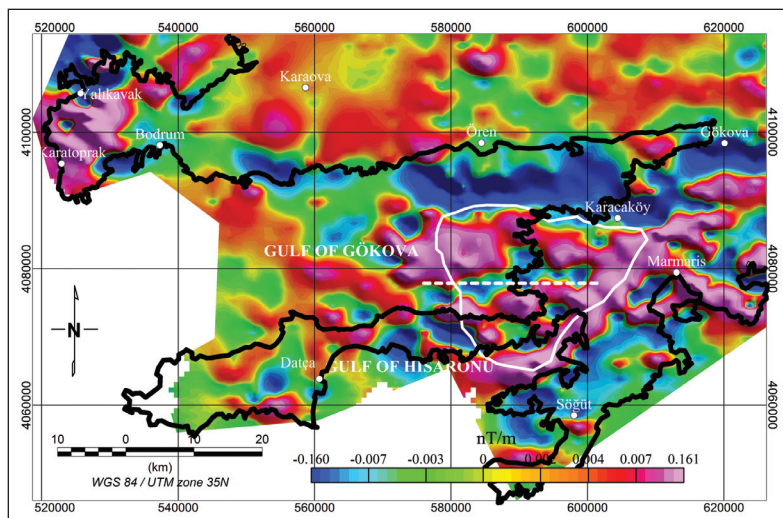 520000 540000 560000 580000 600000 620000
Karaova
Yalıkavak
4100000 Bodrum Ören Gökova 4100000
Karatoprak
Karacaköy
GULF OF GÖKOVA
4080000 Marmaris 4080000
N
Datça GULF OF HISARONU
4060000 Söğüt 4060000
10 0 10 20
(km)
WGS 84 / UTM zone 35N
nT/m
-0.160 -0.007 -0.003 0 0.002 0.004 0.007 0.161
520000 540000 560000 580000 600000 620000